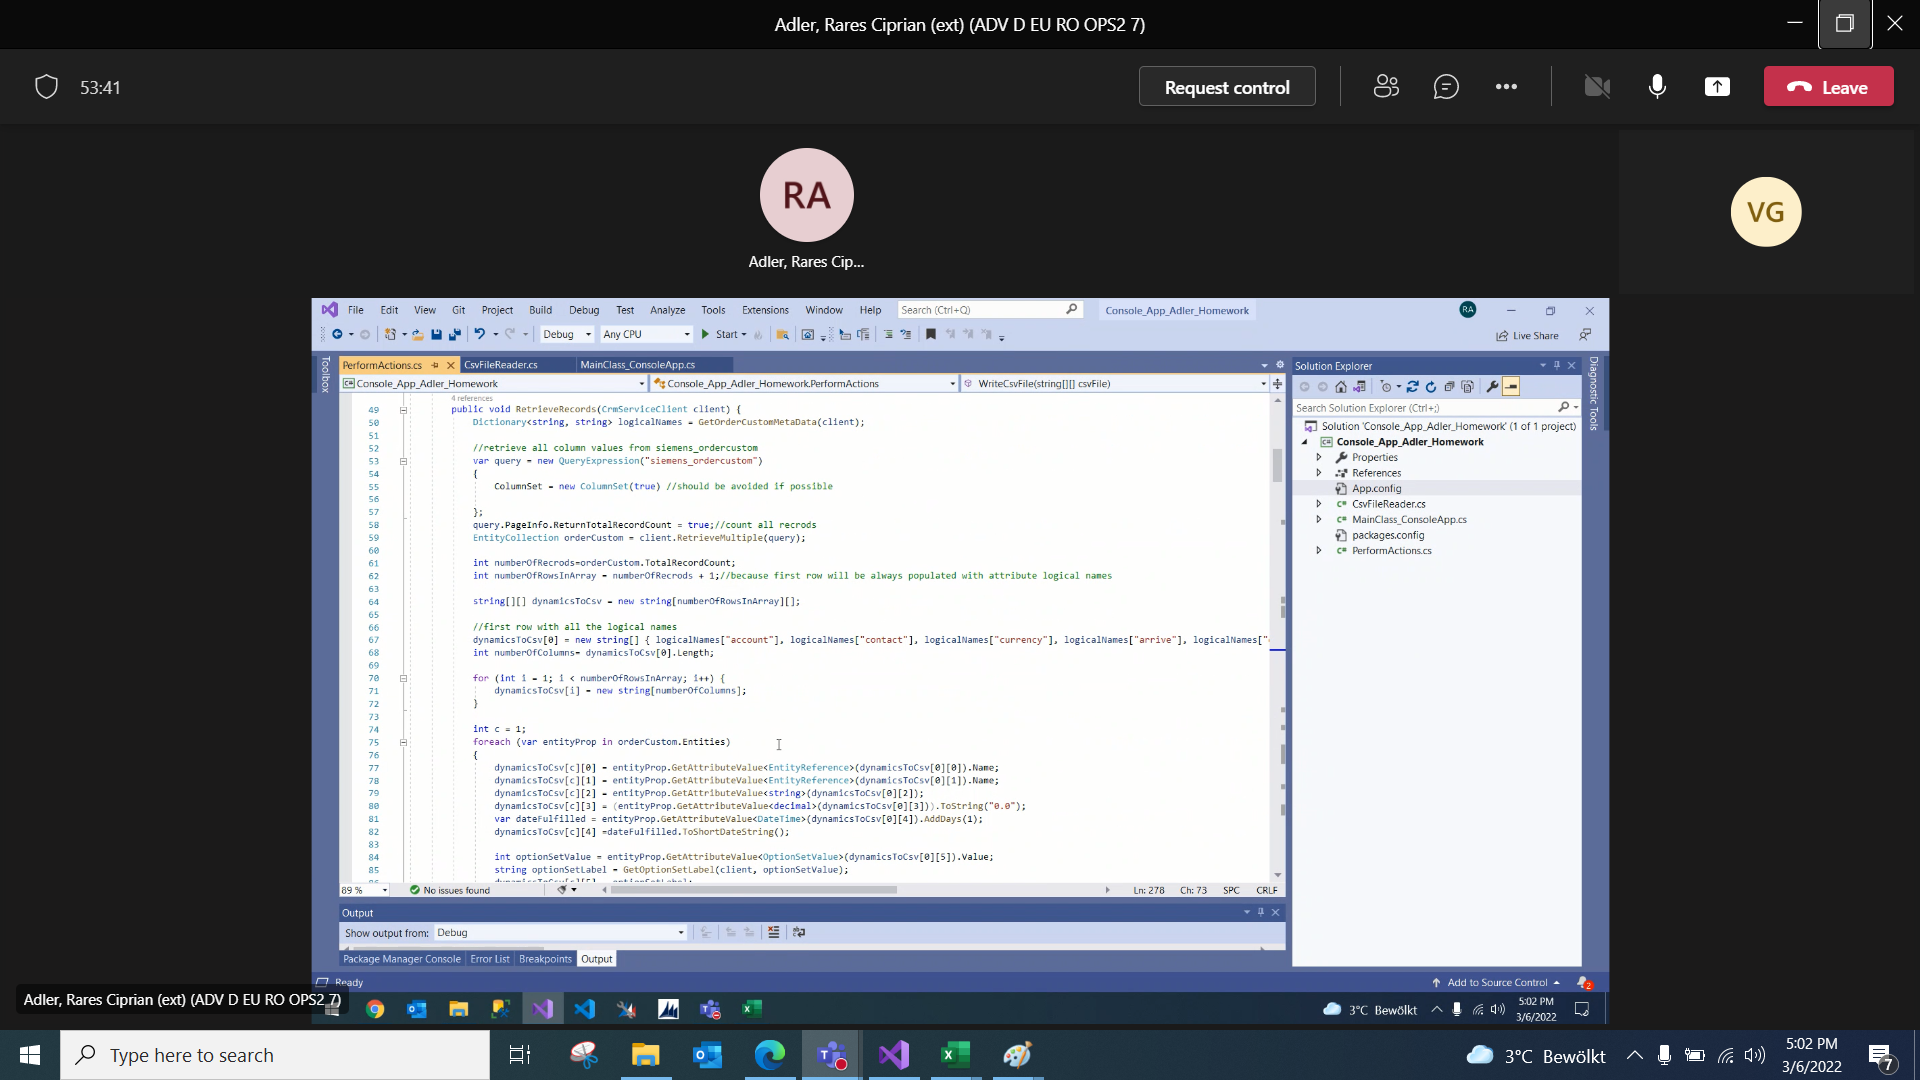 Adler, Rares Ciprian (ext) (ADV D EU RO OPS2 7)
53:41
Request control
Leave
RA
Adler, Rares Cip...
VG
File Edit View Git Project Build Debug Test Analyze Tools Extensions Window Help Search (Ctrl+Q) Console_App_Adler_Homework RA
Debug Any CPU Start Live Share
Toolbox
PerformActions.cs CsvFileReader.cs MainClass_ConsoleApp.cs
Console_App_Adler_Homework Console_App_Adler_Homework.PerformActions WriteCsvFile(string[][] csvFile)
4 references
49 public void RetrieveRecords(CrmServiceClient client) {
50 Dictionary<string, string> logicalNames = GetOrderCustomMetaData(client);
51
52 //retrieve all column values from siemens_ordercustom
53 var query = new QueryExpression("siemens_ordercustom")
54 {
55 ColumnSet = new ColumnSet(true) //should be avoided if possible
56
57 };
58 query.PageInfo.ReturnTotalRecordCount = true;//count all recrods
59 EntityCollection orderCustom = client.RetrieveMultiple(query);
60
61 int numberOfRecrods=orderCustom.TotalRecordCount;
62 int numberOfRowsInArray = numberOfRecrods + 1;//because first row will be always populated with attribute logical names
63
64 string[][] dynamicsToCsv = new string[numberOfRowsInArray][];
65
66 //first row with all the logical names
67 dynamicsToCsv[0] = new string[] { logicalNames["account"], logicalNames["contact"], logicalNames["currency"], logicalNames["arrive"], logicalNames["
68 int numberOfColumns= dynamicsToCsv[0].Length;
69
70 for (int i = 1; i < numberOfRowsInArray; i++) {
71 dynamicsToCsv[i] = new string[numberOfColumns];
72 }
73
74 int c = 1;
75 foreach (var entityProp in orderCustom.Entities)
76 {
77 dynamicsToCsv[c][0] = entityProp.GetAttributeValue<EntityReference>(dynamicsToCsv[0][0]).Name;
78 dynamicsToCsv[c][1] = entityProp.GetAttributeValue<EntityReference>(dynamicsToCsv[0][1]).Name;
79 dynamicsToCsv[c][2] = entityProp.GetAttributeValue<string>(dynamicsToCsv[0][2]);
80 dynamicsToCsv[c][3] = (entityProp.GetAttributeValue<decimal>(dynamicsToCsv[0][3])).ToString("0.0");
81 var dateFulfilled = entityProp.GetAttributeValue<DateTime>(dynamicsToCsv[0][4]).AddDays(1);
82 dynamicsToCsv[c][4] =dateFulfilled.ToShortDateString();
83
84 int optionSetValue = entityProp.GetAttributeValue<OptionSetValue>(dynamicsToCsv[0][5]).Value;
85 string optionSetLabel = GetOptionSetLabel(client, optionSetValue);
89 % No issues found Ln: 278 Ch: 73 SPC CRLF
Output
Show output from: Debug
Package Manager Console Error List Breakpoints Output
Solution Explorer
Search Solution Explorer (Ctrl+;)
Solution 'Console_App_Adler_Homework' (1 of 1 project)
Console_App_Adler_Homework
Properties
References
App.config
CsvFileReader.cs
MainClass_ConsoleApp.cs
packages.config
PerformActions.cs
Diagnostic Tools
Ready Add to Source Control 2
Adler, Rares Ciprian (ext) (ADV D EU RO OPS2 7)
3°C Bewölkt 5:02 PM
3/6/2022
Type here to search
3°C Bewölkt 5:02 PM
3/6/2022
7